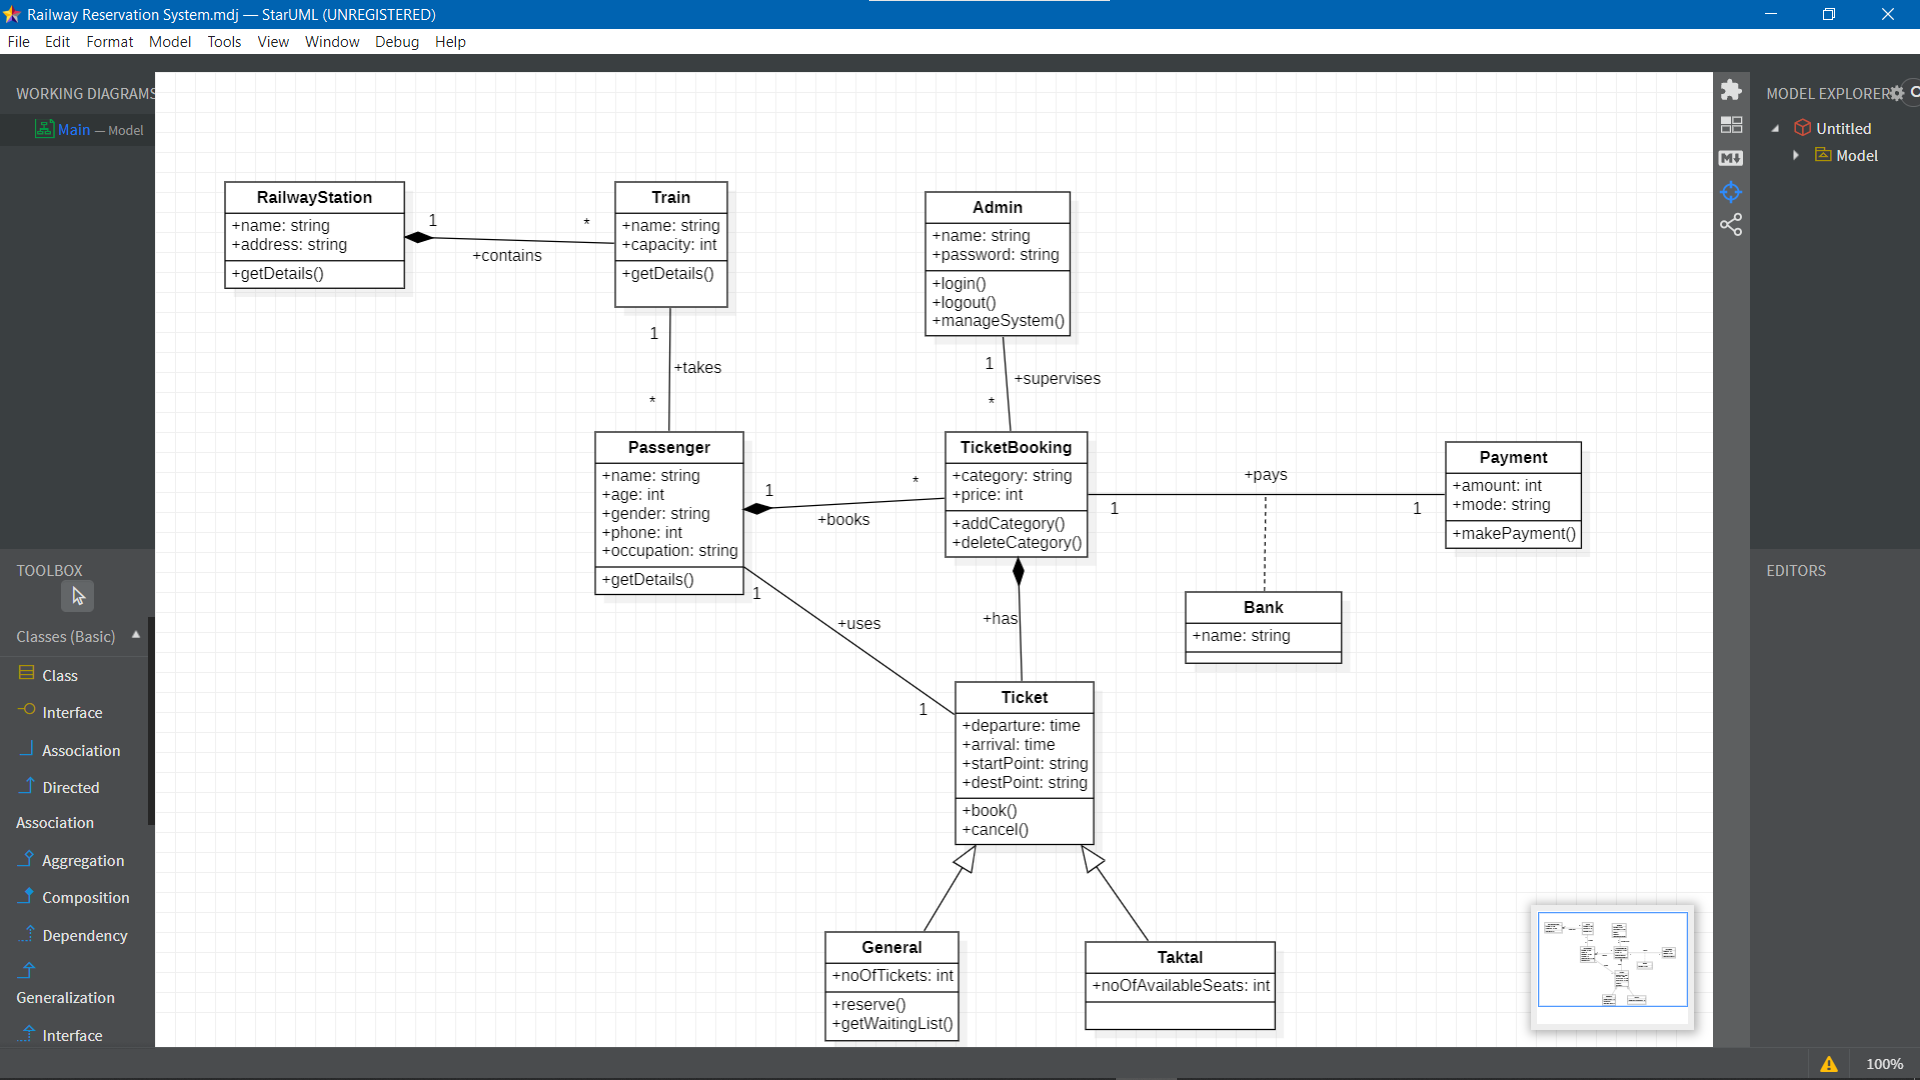 Railway Reservation System.mdj — StarUML (UNREGISTERED)
File Edit Format Model Tools View Window Debug Help
WORKING DIAGRAMS
Main — Model
TOOLBOX
Classes (Basic)
Class
Interface
Association
Directed
Association
Aggregation
Composition
Dependency
Generalization
Interface
RailwayStation
+name: string
+address: string
+getDetails()
1
*
+contains
Train
+name: string
+capacity: int
+getDetails()
1
+takes
*
Admin
+name: string
+password: string
+login()
+logout()
+manageSystem()
1
+supervises
*
Passenger
+name: string
+age: int
+gender: string
+phone: int
+occupation: string
+getDetails()
1
*
+books
TicketBooking
+category: string
+price: int
+addCategory()
+deleteCategory()
+pays
1
1
Payment
+amount: int
+mode: string
+makePayment()
Bank
+name: string
1
+uses
1
+has
Ticket
+departure: time
+arrival: time
+startPoint: string
+destPoint: string
+book()
+cancel()
General
+noOfTickets: int
+reserve()
+getWaitingList()
Taktal
+noOfAvailableSeats: int
M
MODEL EXPLORER
Untitled
Model
EDITORS
100%